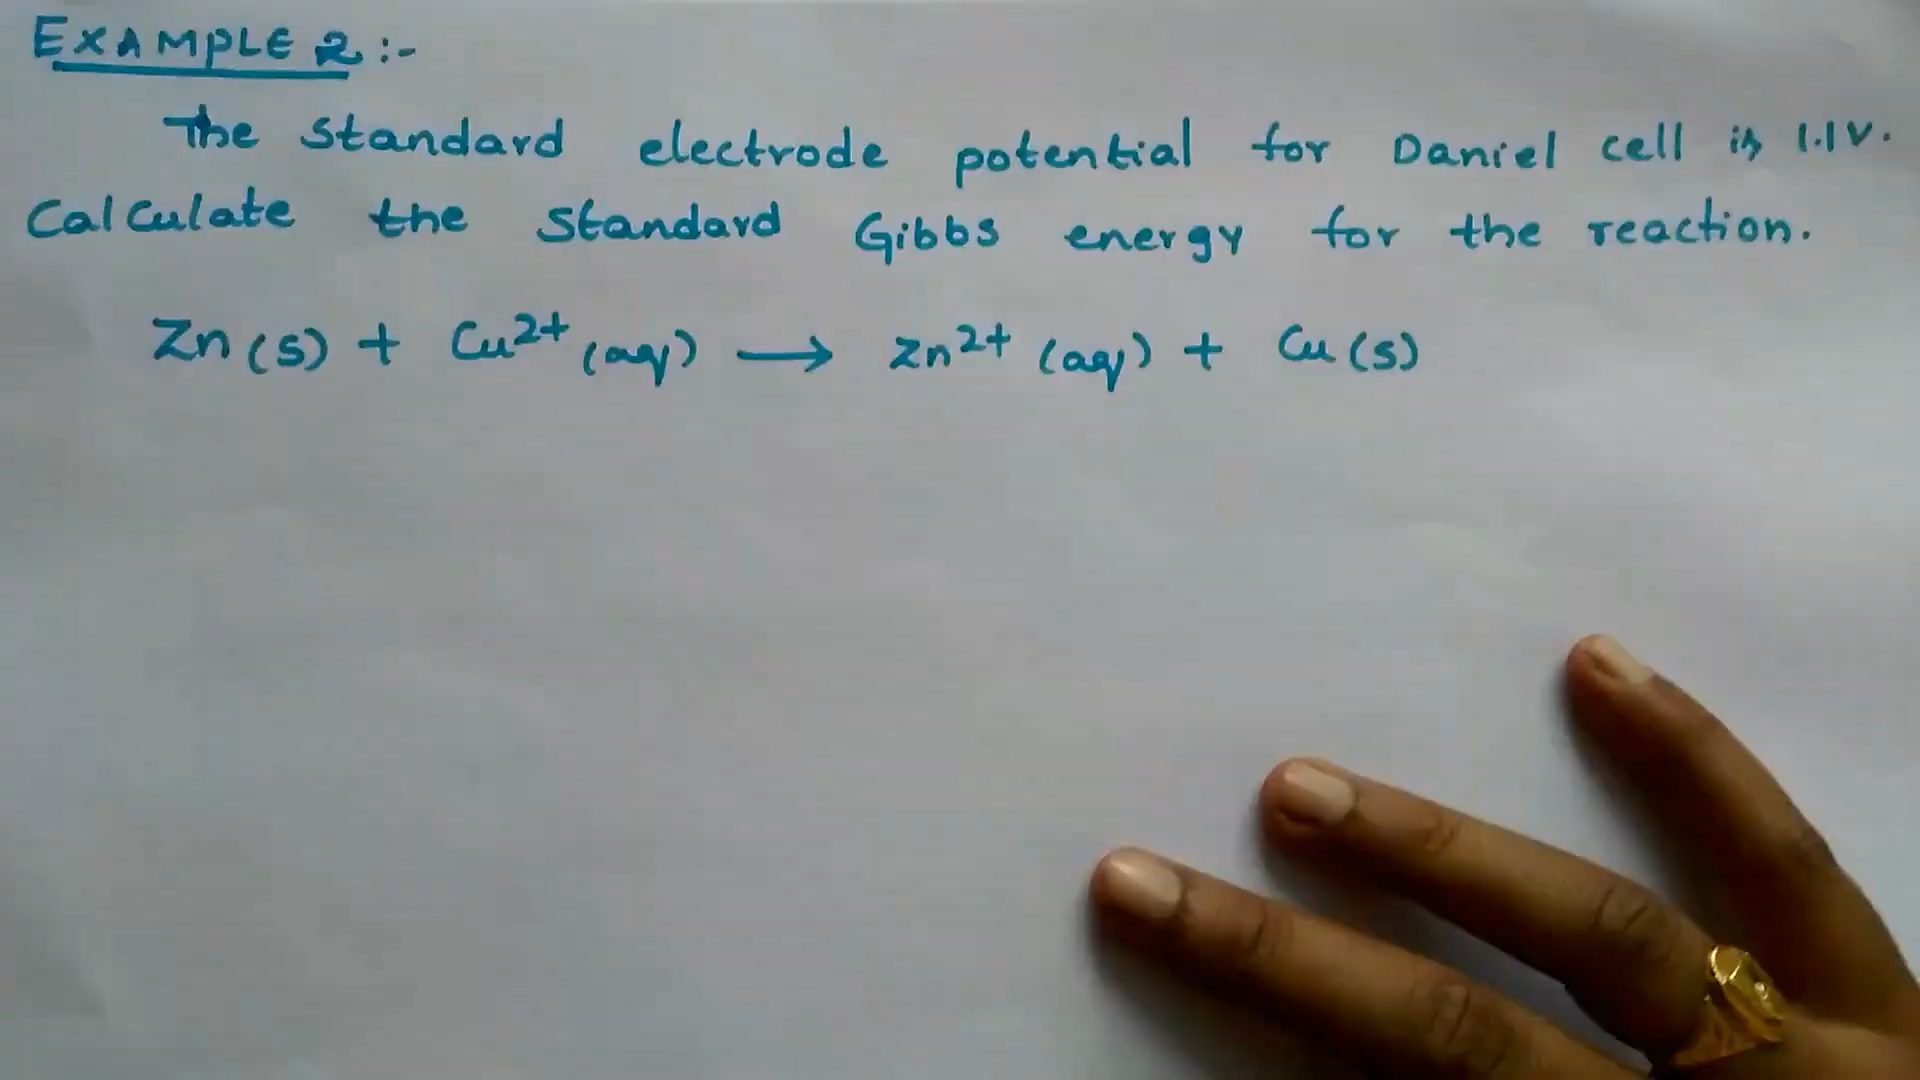 EXAMPLE 2 :-
The standard electrode potential for Daniel cell is 1.1V.
Calculate the standard Gibbs energy for the reaction.
Zn(s) + Cu²⁺(aq) ⟶ Zn²⁺(aq) + Cu(s)